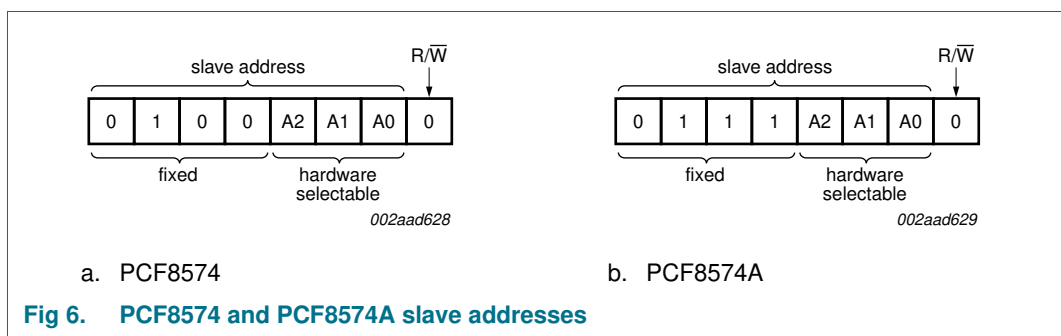 R/W̅
slave address
0 1 0 0 A2 A1 A0 0
fixed
hardware
selectable
002aad628
a. PCF8574
R/W̅
slave address
0 1 1 1 A2 A1 A0 0
fixed
hardware
selectable
002aad629
b. PCF8574A
Fig 6. PCF8574 and PCF8574A slave addresses